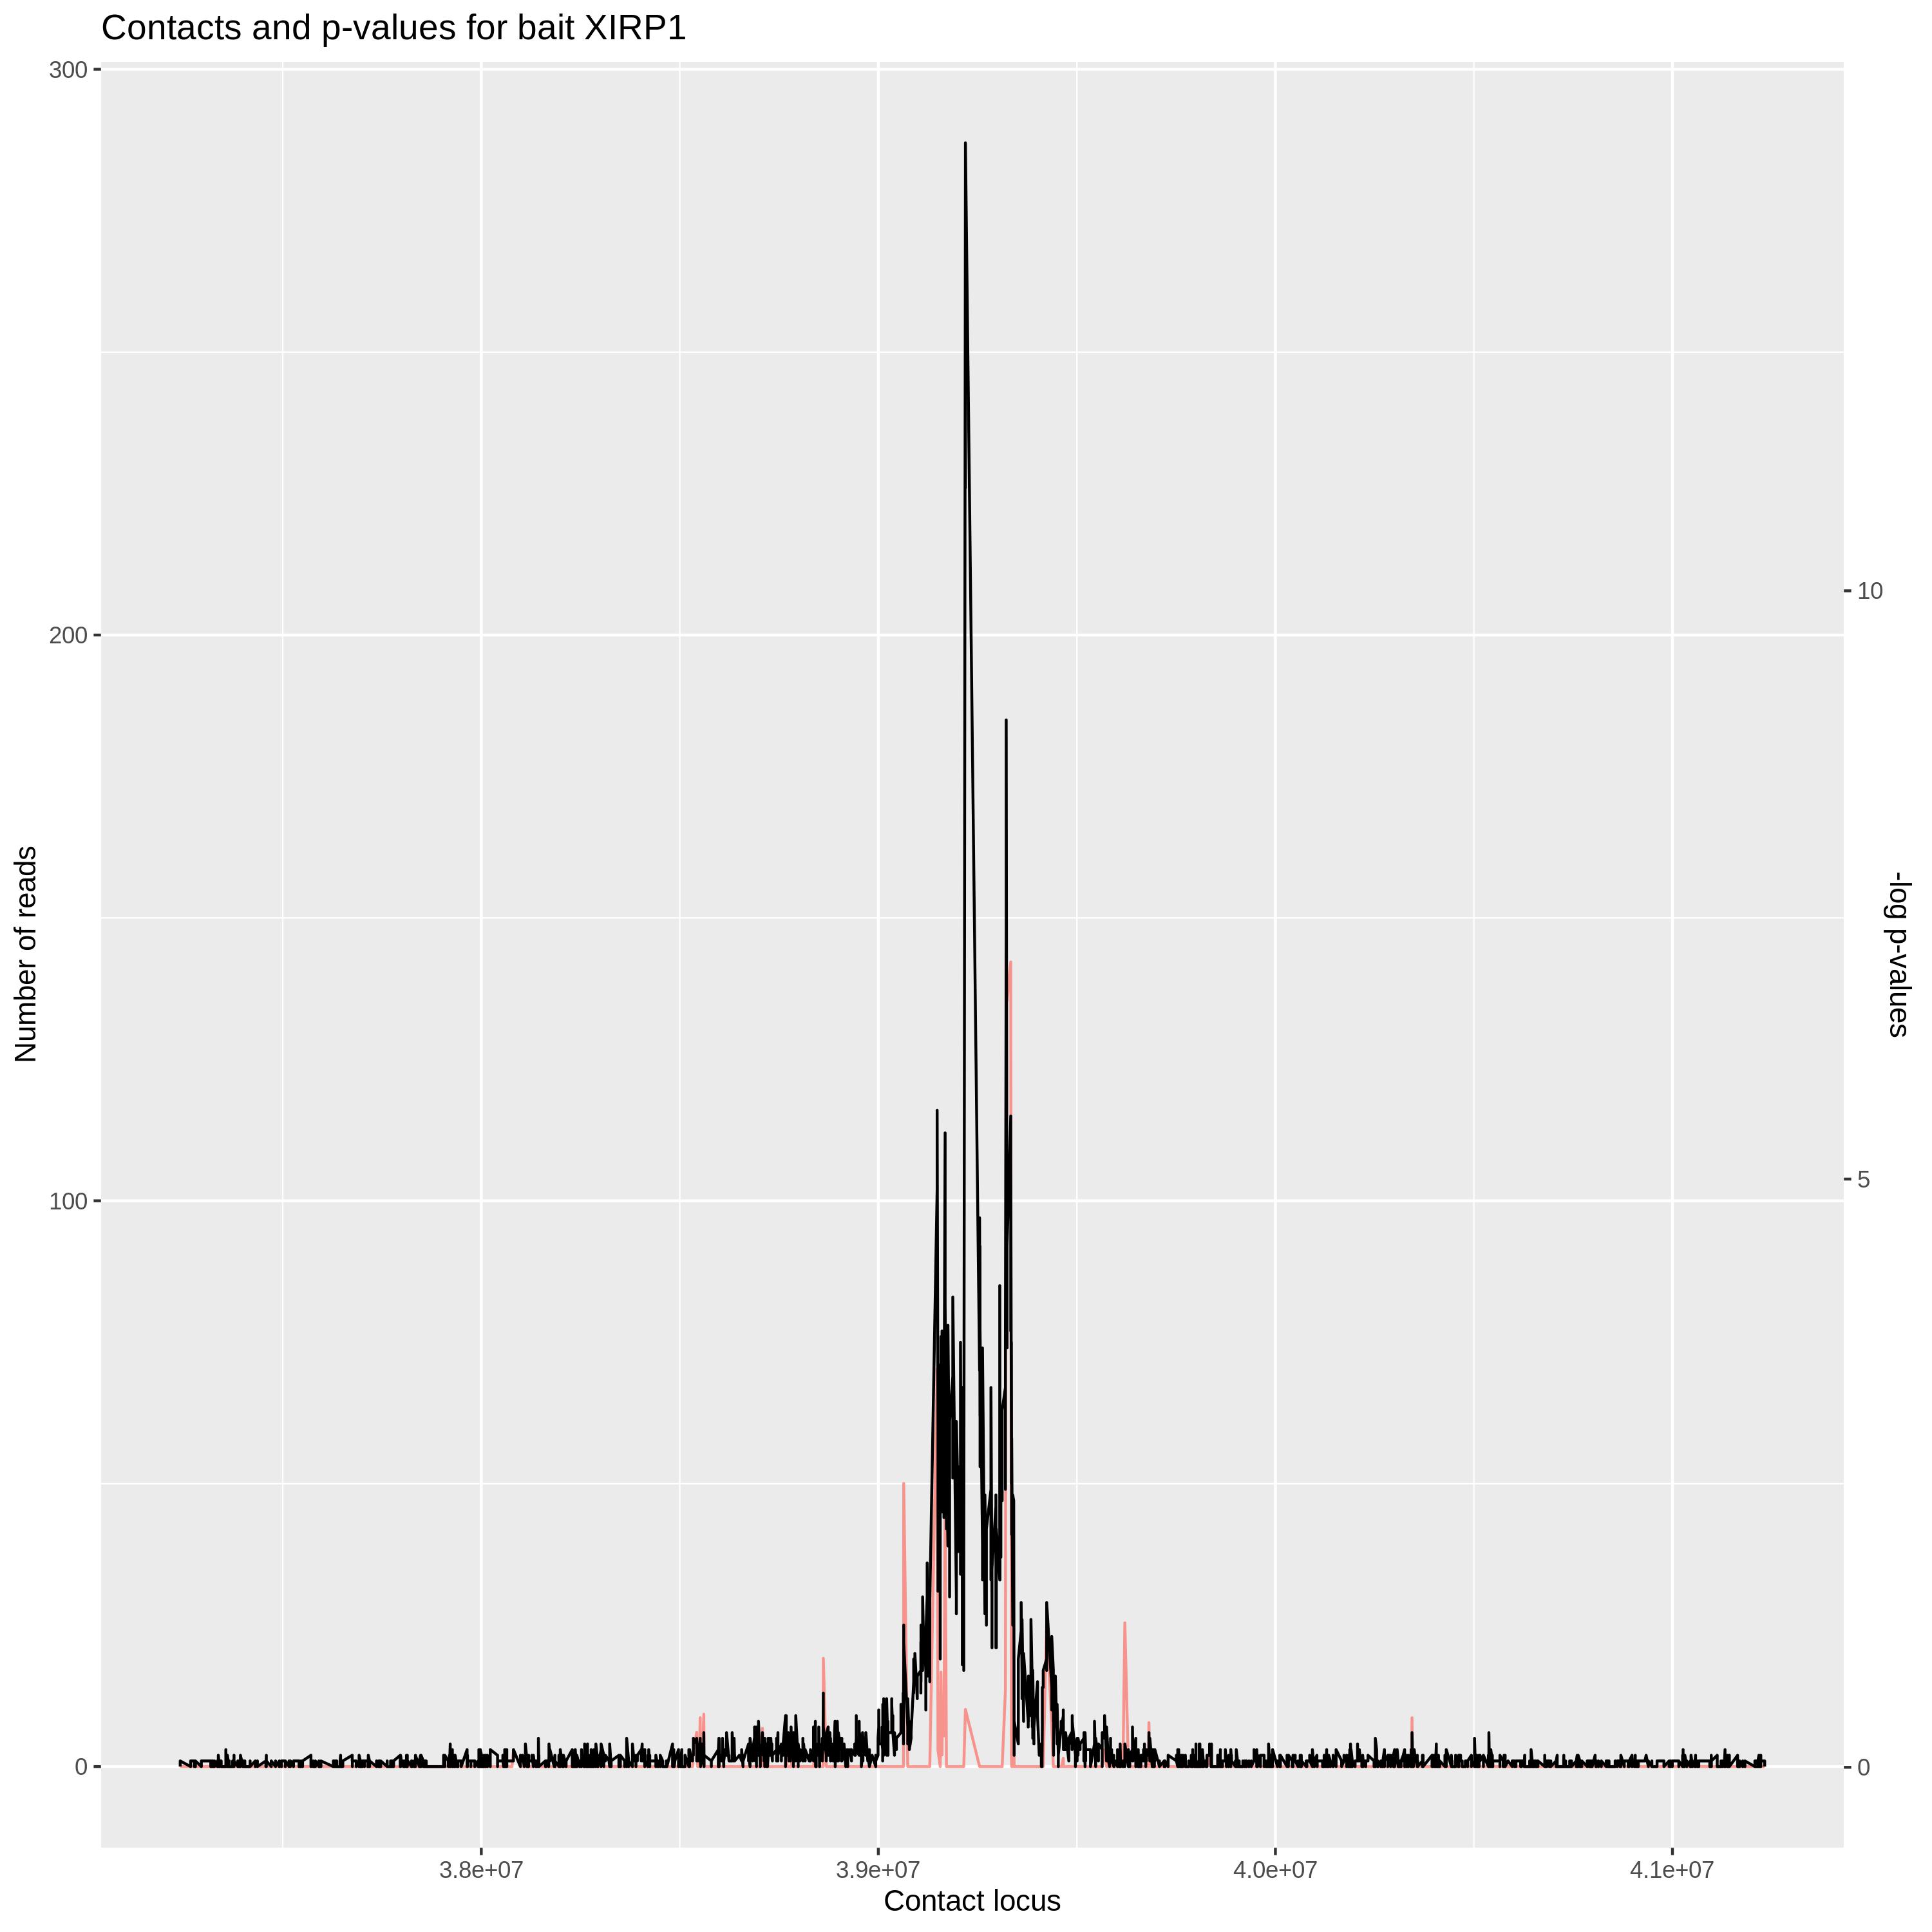 Contacts and p-values for bait XIRP1
300
200
100
0
Number of reads
10
5
0
-log p-values
3.8e+07
3.9e+07
4.0e+07
4.1e+07
Contact locus